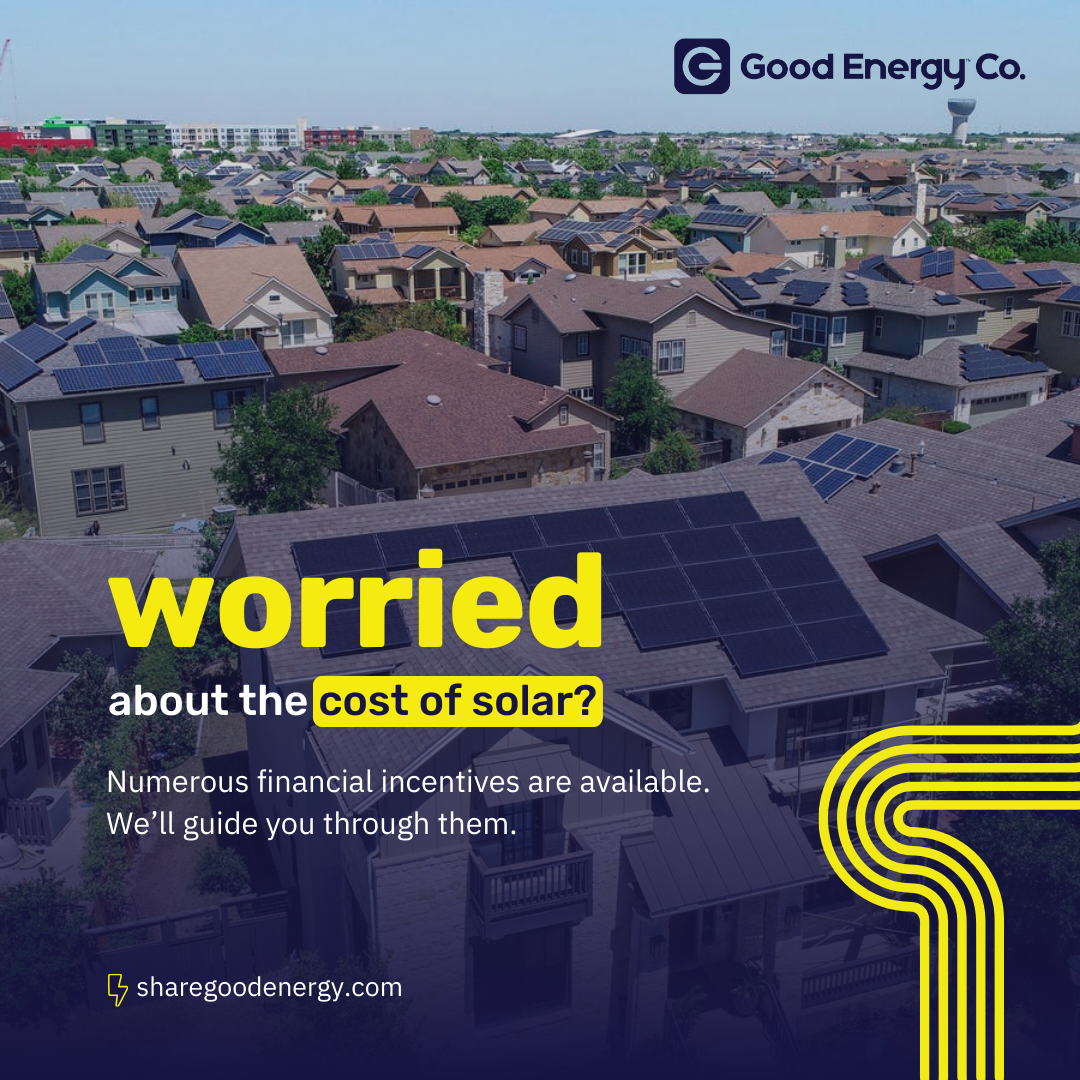 Good Energy Co.
worried
about the cost of solar?
Numerous financial incentives are available.
We’ll guide you through them.
sharegoodenergy.com